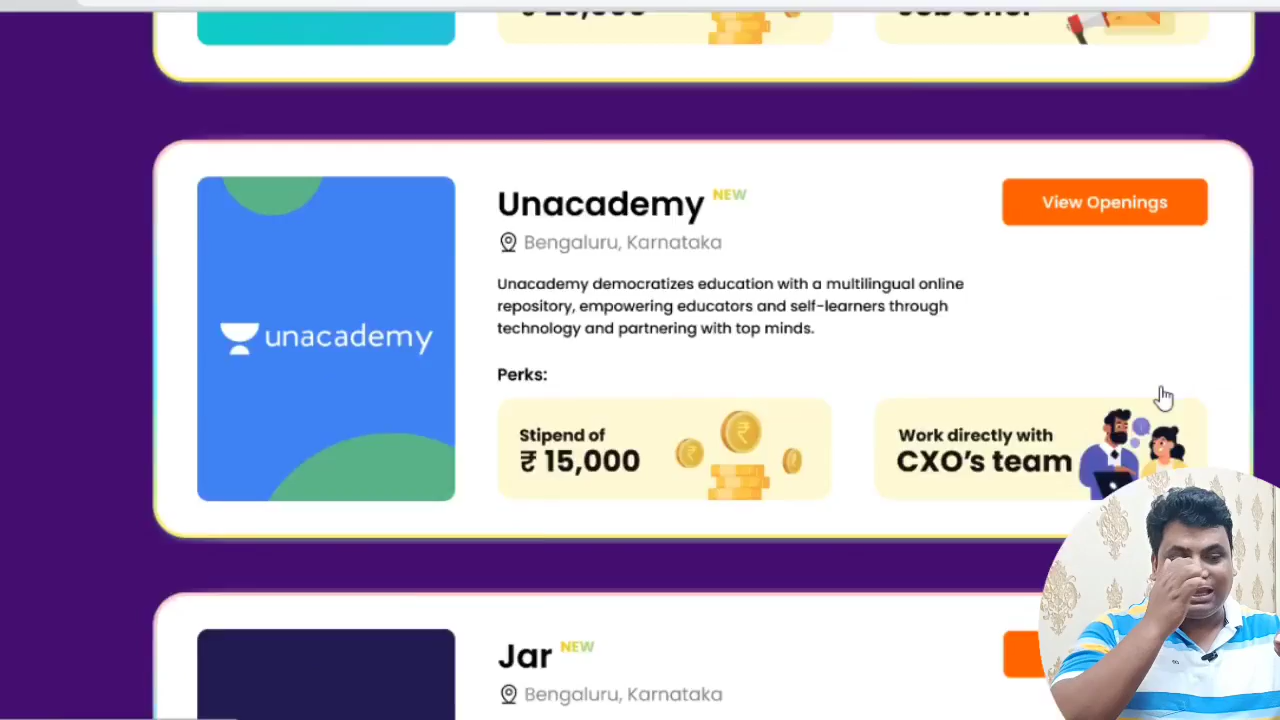 Unacademy NEW
View Openings
Bengaluru, Karnataka
unacademy
Unacademy democratizes education with a multilingual online
repository, empowering educators and self-learners through
technology and partnering with top minds.
Perks:
Stipend of
₹ 15,000
Work directly with
CXO's team
Jar NEW
Bengaluru, Karnataka